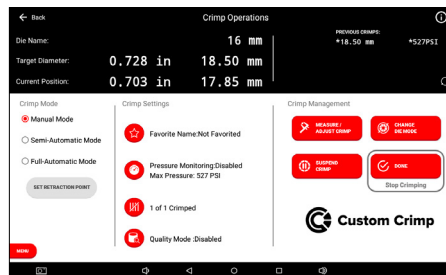 Back
Crimp Operations
PREVIOUS CRIMPS:
Die Name: 16 mm *18.50 mm *527PSI
Target Diameter: 0.728 in 18.50 mm
Current Position: 0.703 in 17.85 mm
Crimp Mode
Crimp Settings
Crimp Management
Manual Mode
Semi-Automatic Mode
Full-Automatic Mode
SET RETRACTION POINT
Favorite Name:Not Favorited
Pressure Monitoring:Disabled
Max Pressure: 527 PSI
1 of 1 Crimped
Quality Mode :Disabled
MEASURE / ADJUST CRIMP
CHANGE DIE MODE
SUSPEND CRIMP
DONE
Stop Crimping
Custom Crimp
MENU